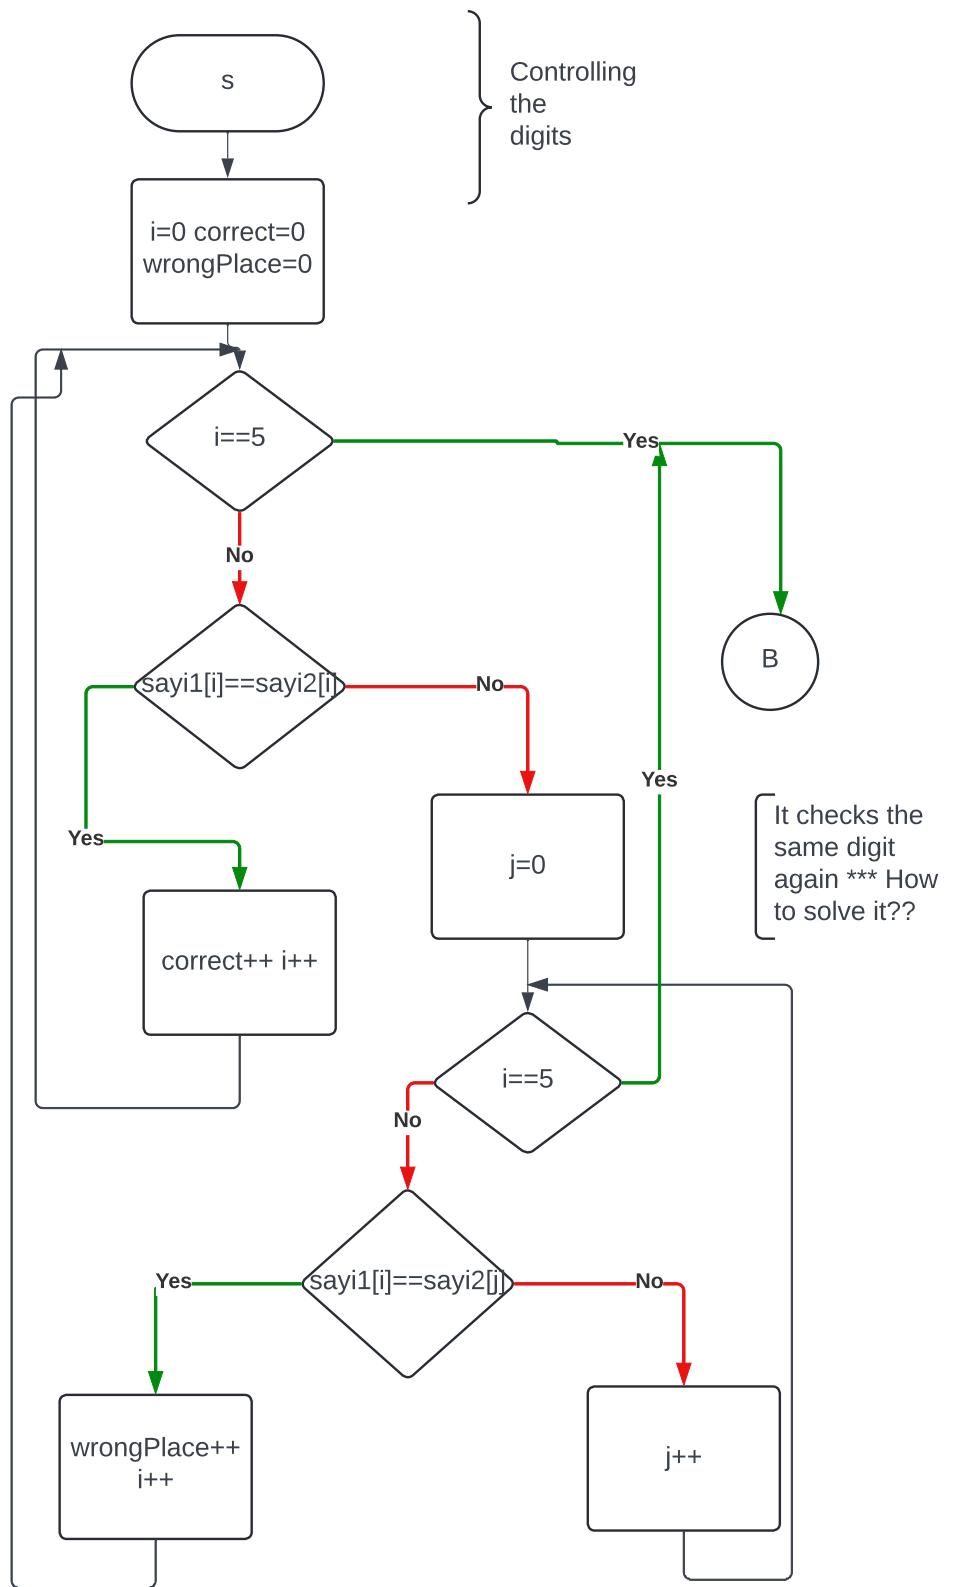 s
Controlling
the
digits
i=0 correct=0
wrongPlace=0
i==5
Yes
No
B
sayi1[i]==sayi2[i]
No
Yes
Yes
j=0
It checks the
same digit
again *** How
to solve it??
correct++ i++
i==5
No
sayi1[i]==sayi2[j]
Yes
No
wrongPlace++
i++
j++